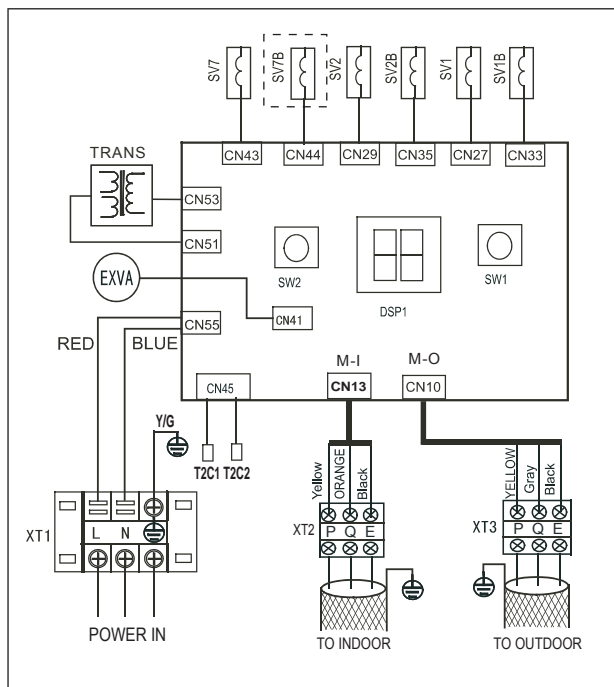 SV7
SV7B
SV2
SV2B
SV1
SV1B
TRANS
CN43
CN44
CN29
CN35
CN27
CN33
CN53
CN51
SW2
DSP1
SW1
EXVA
CN41
CN55
RED
BLUE
M-I
M-O
CN45
CN13
CN10
Y/G
T2C1
T2C2
Yellow
ORANGE
Black
YELLOW
Gray
Black
XT1
L
N
XT2
P
Q
E
XT3
P
Q
E
POWER IN
TO INDOOR
TO OUTDOOR